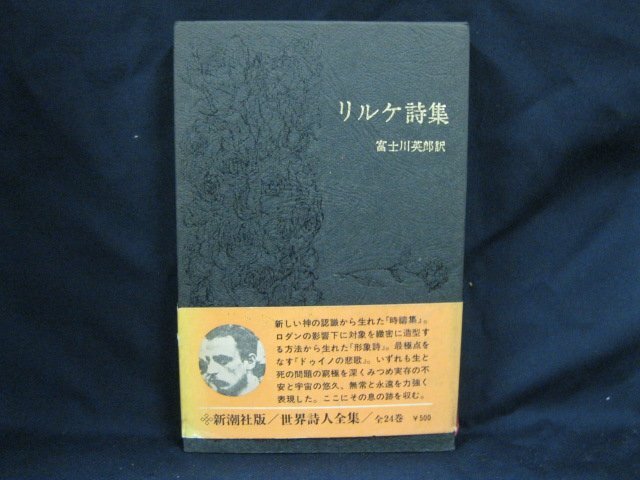 リルケ詩集
富士川英郎訳
新しい神の認識から生れた「時禱集」。
ロダンの影響下に対象を緻密に造型す
る方法から生れた「形象詩」。最極点を
なす「ドゥイノの悲歌」。いずれも生と
死の問題の窮極を深くみつめ実存の不
安と宇宙の悠久、無常と永遠を力強く
表現した。ここにその息の跡を収む。
新潮社版／世界詩人全集／全24巻 ￥500